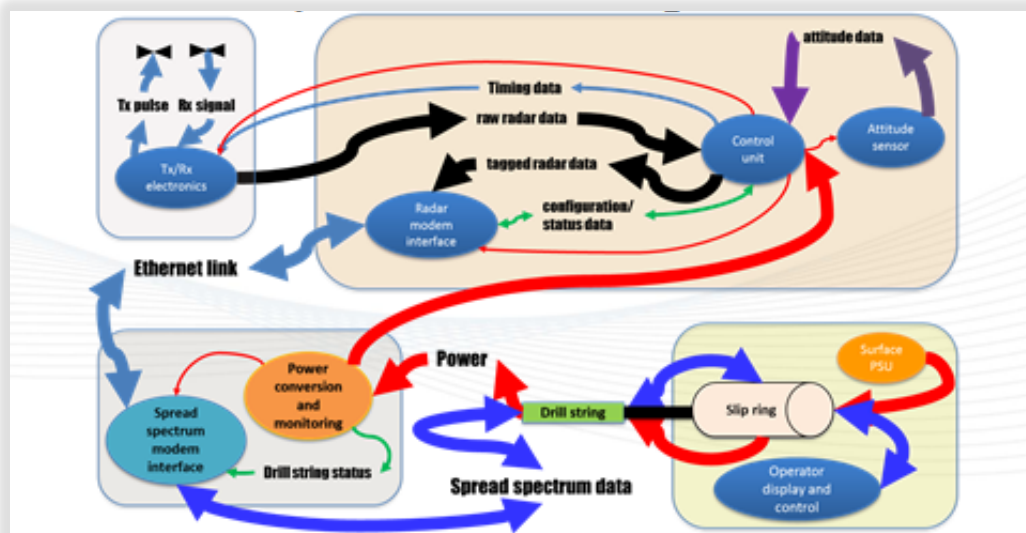 Tx pulse
Rx signal
Tx/Rx
electronics
attitude data
Timing data
raw radar data
tagged radar data
Control
unit
Attitude
sensor
Radar
modem
interface
configuration/
status data
Ethernet link
Power
conversion
and
monitoring
Spread
spectrum
modem
interface
Drill string status
Power
Drill string
Spread spectrum data
Surface
PSU
Slip ring
Operator
display and
control